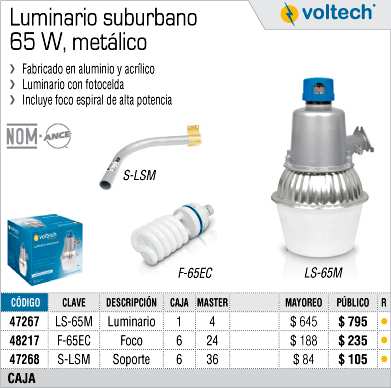 Luminario suburbano
65 W, metálico
voltech®
› Fabricado en aluminio y acrílico
› Luminario con fotocelda
› Incluye foco espiral de alta potencia
NOM-ANCE
S-LSM
voltech
F-65EC
LS-65M
CÓDIGO CLAVE DESCRIPCIÓN CAJA MASTER MAYOREO PÚBLICO R
47267 LS-65M Luminario 1 4 $ 645 $ 795
48217 F-65EC Foco 6 24 $ 188 $ 235
47268 S-LSM Soporte 6 36 $ 84 $ 105
CAJA